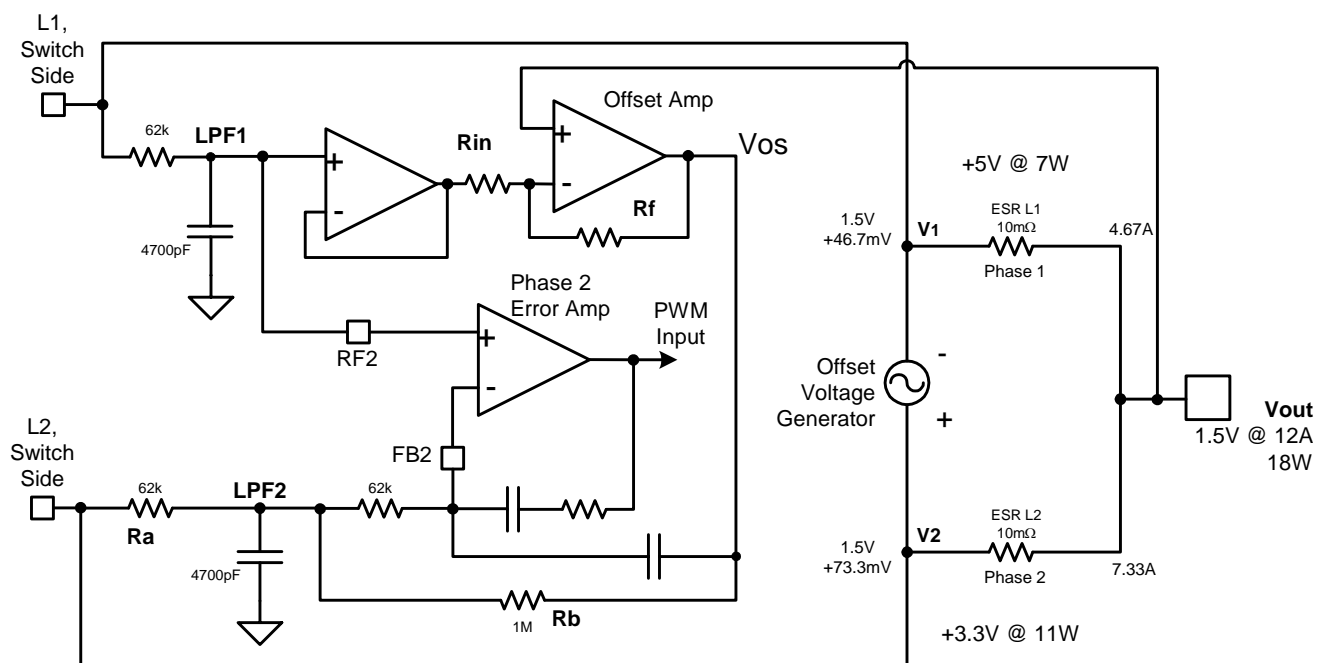 L1,
Switch
Side
62k
LPF1
4700pF
+
-
Rin
Offset Amp
+
-
Rf
Vos
Phase 2
Error Amp
+
-
PWM
Input
RF2
FB2
L2,
Switch
Side
62k
Ra
LPF2
4700pF
62k
1M
Rb
+5V @ 7W
1.5V
+46.7mV
V1
ESR L1
10mΩ
Phase 1
4.67A
Offset
Voltage
Generator
-
+
Vout
1.5V @ 12A
18W
1.5V
+73.3mV
V2
ESR L2
10mΩ
Phase 2
7.33A
+3.3V @ 11W